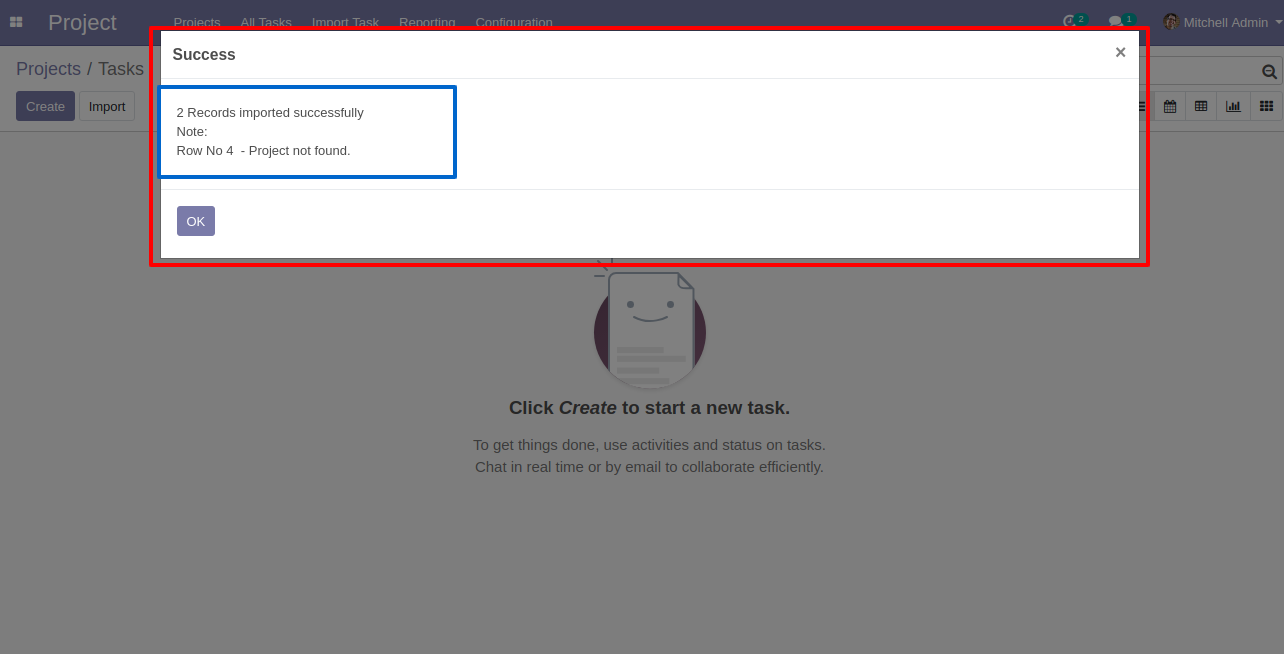 Project Projects All Tasks Import Task Reporting Configuration 2 1 Mitchell Admin
Projects / Tasks
Create Import
Success ×
2 Records imported successfully
Note:
Row No 4  - Project not found.
OK
Click Create to start a new task.
To get things done, use activities and status on tasks.
Chat in real time or by email to collaborate efficiently.